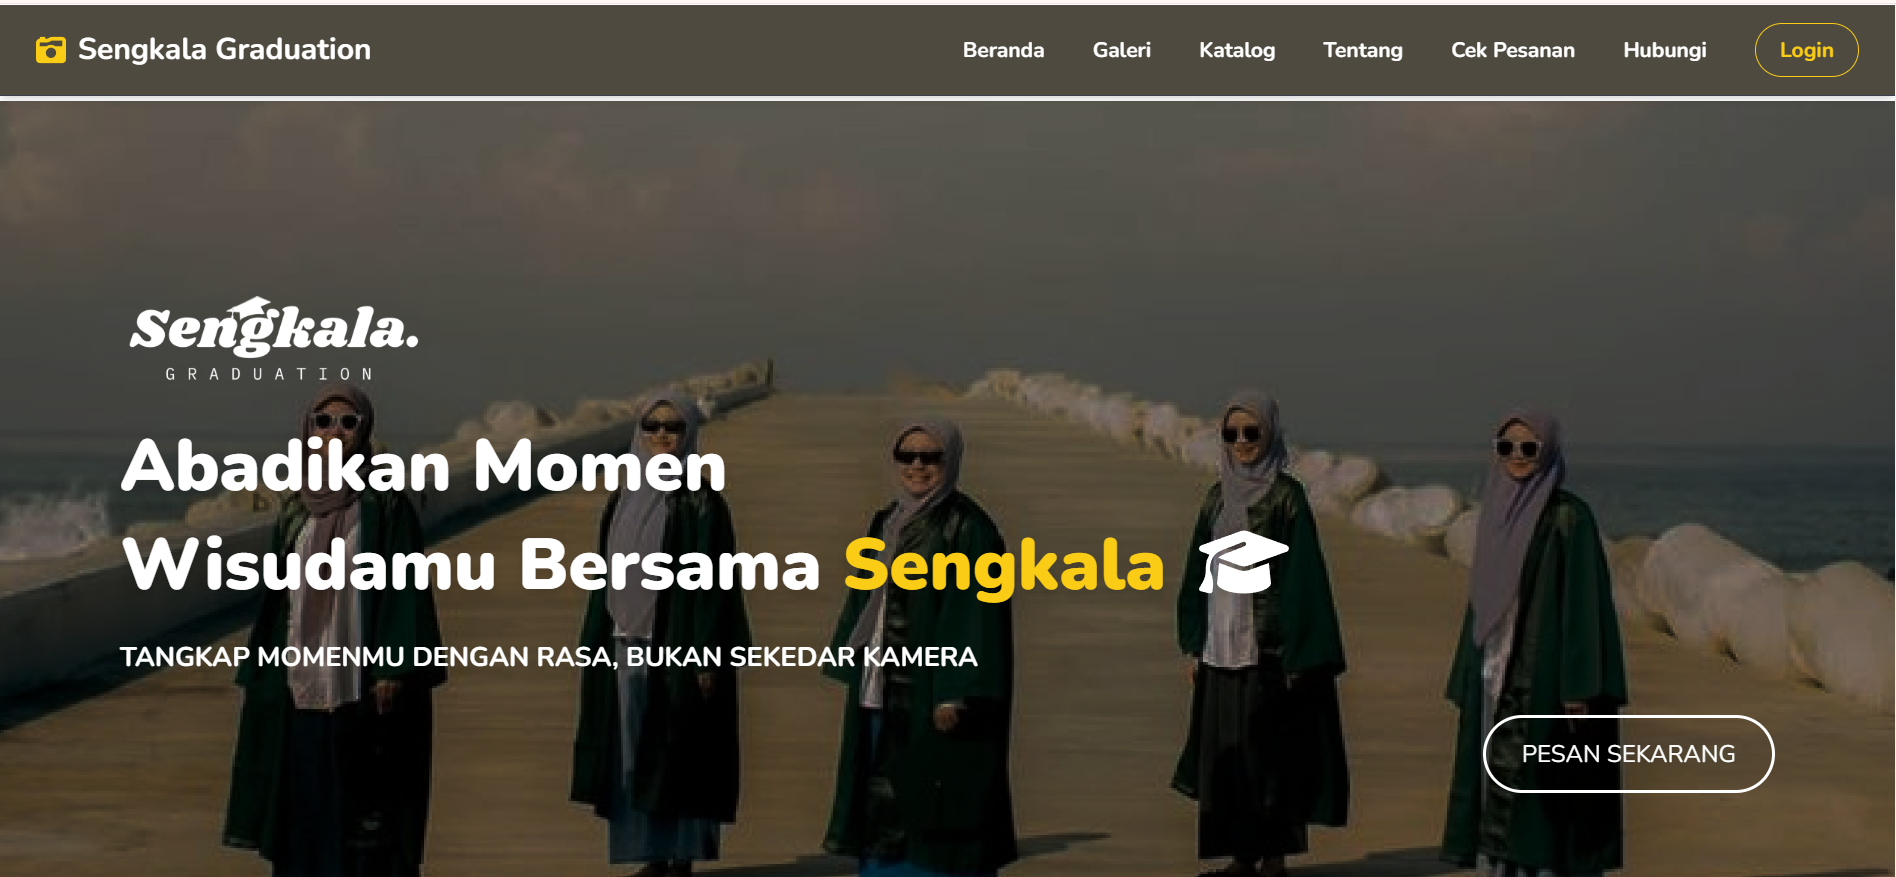 Sengkala Graduation
Beranda Galeri Katalog Tentang Cek Pesanan Hubungi Login
Sengkala.
GRADUATION
Abadikan Momen
Wisudamu Bersama Sengkala
TANGKAP MOMENMU DENGAN RASA, BUKAN SEKEDAR KAMERA
PESAN SEKARANG